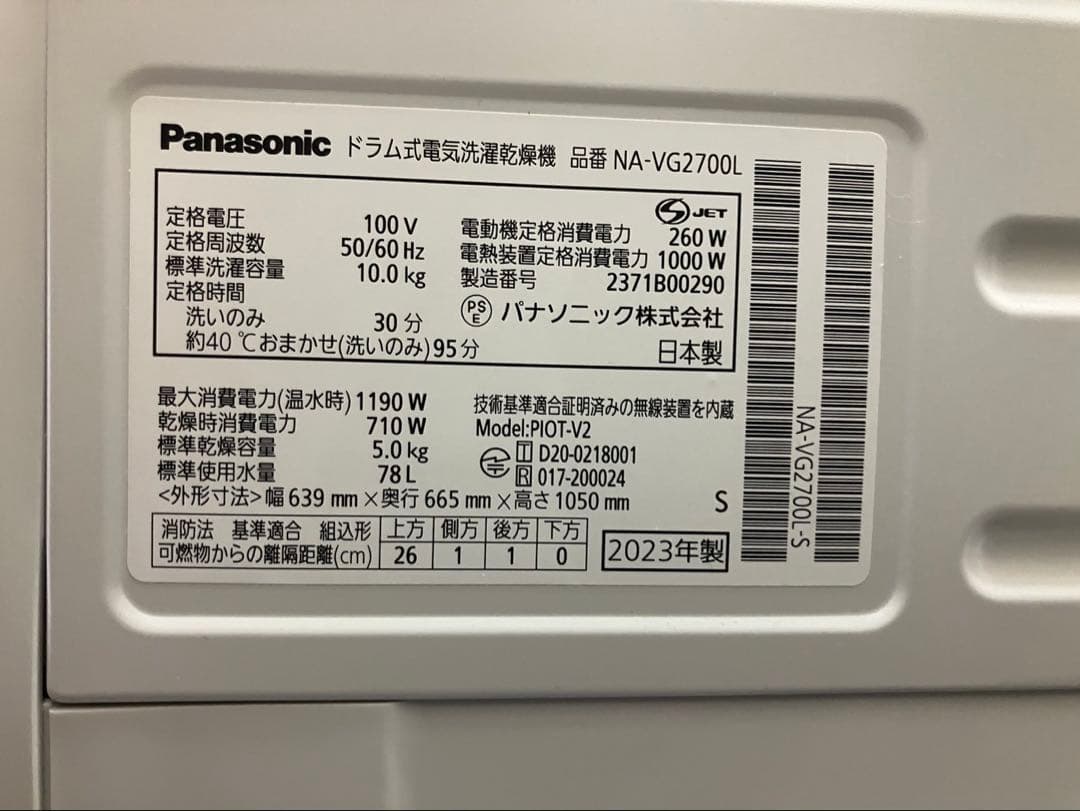 Panasonic ドラム式電気洗濯乾燥機 品番 NA-VG2700L
JET
定格電圧 100 V
定格周波数 50/60 Hz
標準洗濯容量 10.0 kg
定格時間
洗いのみ 30 分
約40 ℃おまかせ(洗いのみ) 95 分
電動機定格消費電力 260 W
電熱装置定格消費電力 1000 W
製造番号 2371B00290
PS E パナソニック株式会社
日本製
最大消費電力(温水時) 1190 W
乾燥時消費電力 710 W
標準乾燥容量 5.0 kg
標準使用水量 78 L
技術基準適合証明済みの無線装置を内蔵
Model:PIOT-V2
T D20-0218001
R 017-200024
<外形寸法>幅 639 mm×奥行 665 mm×高さ 1050 mm S
消防法 基準適合 組込形 上方 側方 後方 下方
可燃物からの離隔距離(cm) 26 1 1 0
2023年製
NA-VG2700L-S